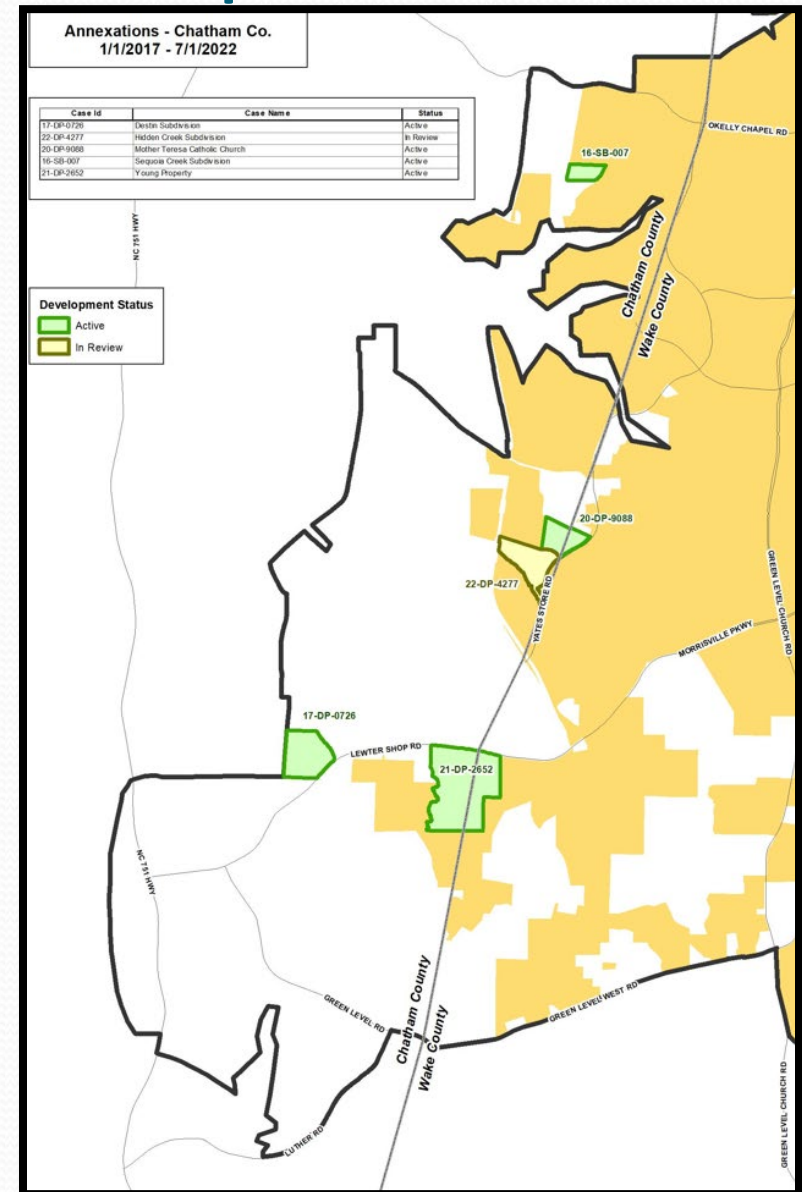 Annexations - Chatham Co.
1/1/2017 - 7/1/2022
Case Id Case Name Status
17-DP-0726 Destin Subdivision Active
22-DP-4277 Hidden Creek Subdivision In Review
20-DP-9088 Mother Teresa Catholic Church Active
16-SB-007 Sequoia Creek Subdivision Active
21-DP-2652 Young Property Active
OKELLY CHAPEL RD
16-SB-007
NC 751 HWY
Chatham County
Wake County
Development Status
Active
In Review
20-DP-9088
22-DP-4277
YATES STORE RD
GREEN LEVEL CHURCH RD
MORRISVILLE PKWY
17-DP-0726
LEWTER SHOP RD
21-DP-2652
NC 751 HWY
GREEN LEVEL RD
Chatham County
Wake County
GREEN LEVEL WEST RD
LUTHER RD
GREEN LEVEL CHURCH RD